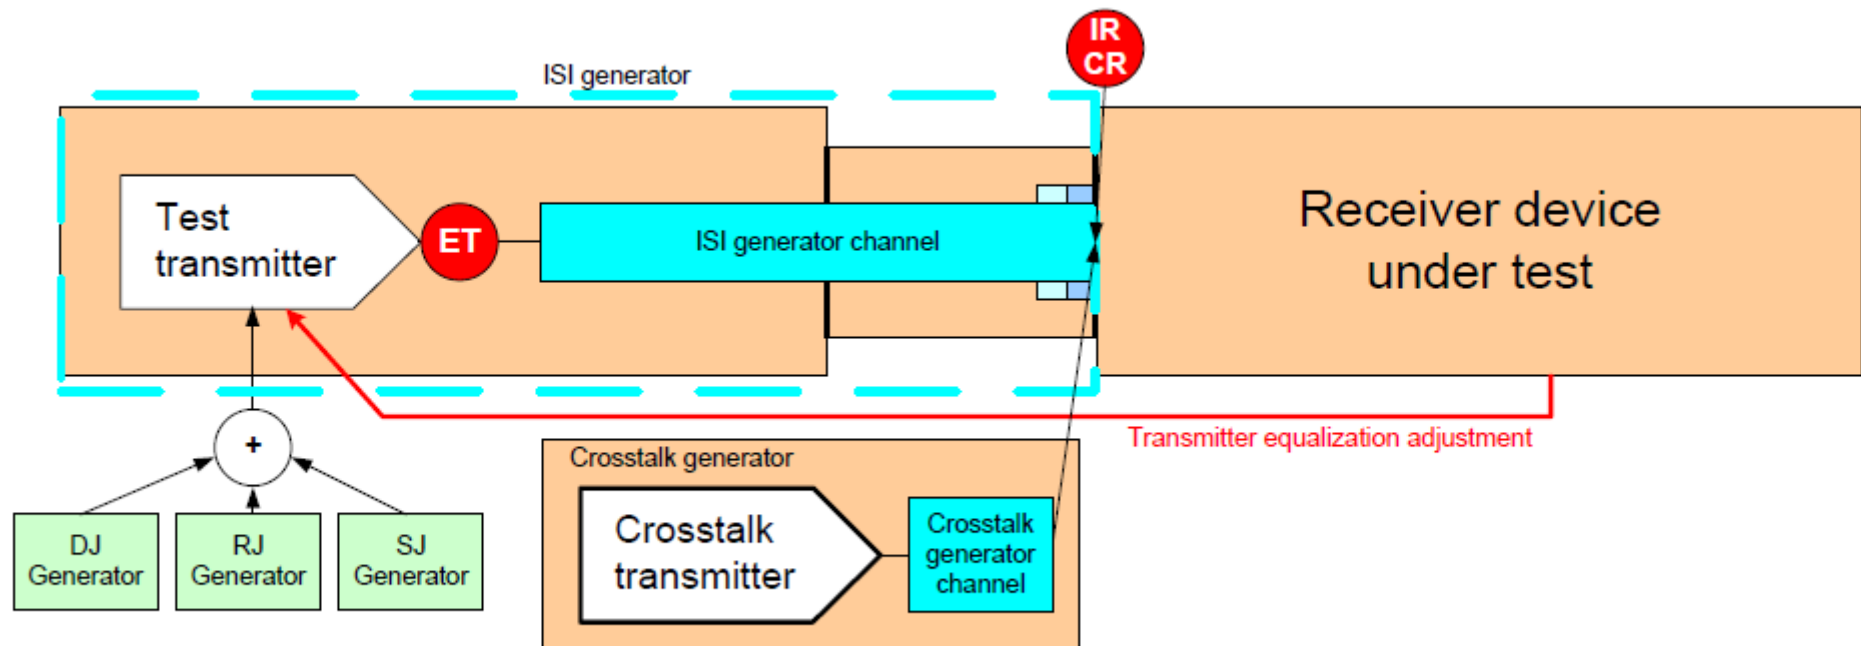 IR
CR
ISI generator
Test
transmitter
ET
ISI generator channel
Receiver device
under test
Transmitter equalization adjustment
+
DJ
Generator
RJ
Generator
SJ
Generator
Crosstalk generator
Crosstalk
transmitter
Crosstalk
generator
channel